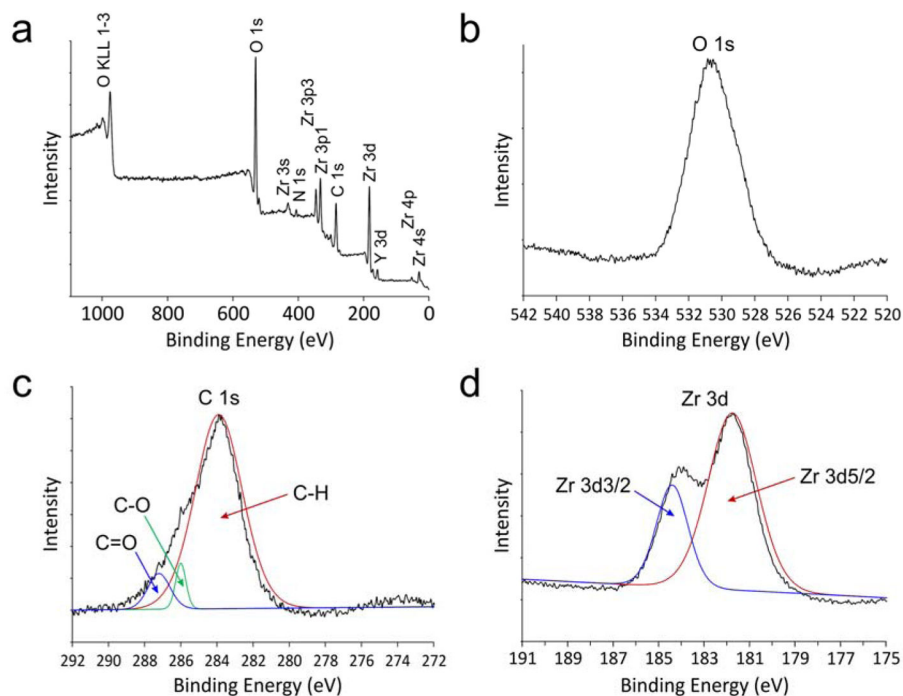 a
O KLL 1-3
O 1s
Zr 3s
N 1s
Zr 3p3
Zr 3p1
C 1s
Zr 3d
Y 3d
Zr 4p
Zr 4s
Intensity
1000 800 600 400 200 0
Binding Energy (eV)
b
O 1s
Intensity
542 540 538 536 534 532 530 528 526 524 522 520
Binding Energy (eV)
c
C 1s
C-H
C-O
C=O
Intensity
292 290 288 286 284 282 280 278 276 274 272
Binding Energy (eV)
d
Zr 3d
Zr 3d3/2
Zr 3d5/2
Intensity
191 189 187 185 183 181 179 177 175
Binding Energy (eV)